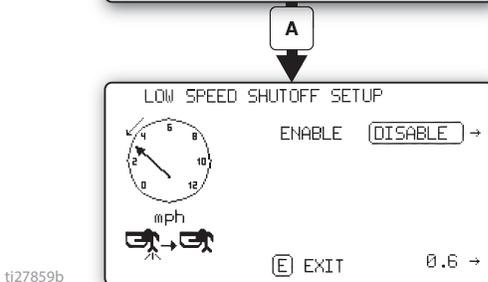 A
LOW SPEED SHUTOFF SETUP
ENABLE DISABLE →
6
4 8
2 10
0 12
mph
[E] EXIT 0.6 →
ti27859b